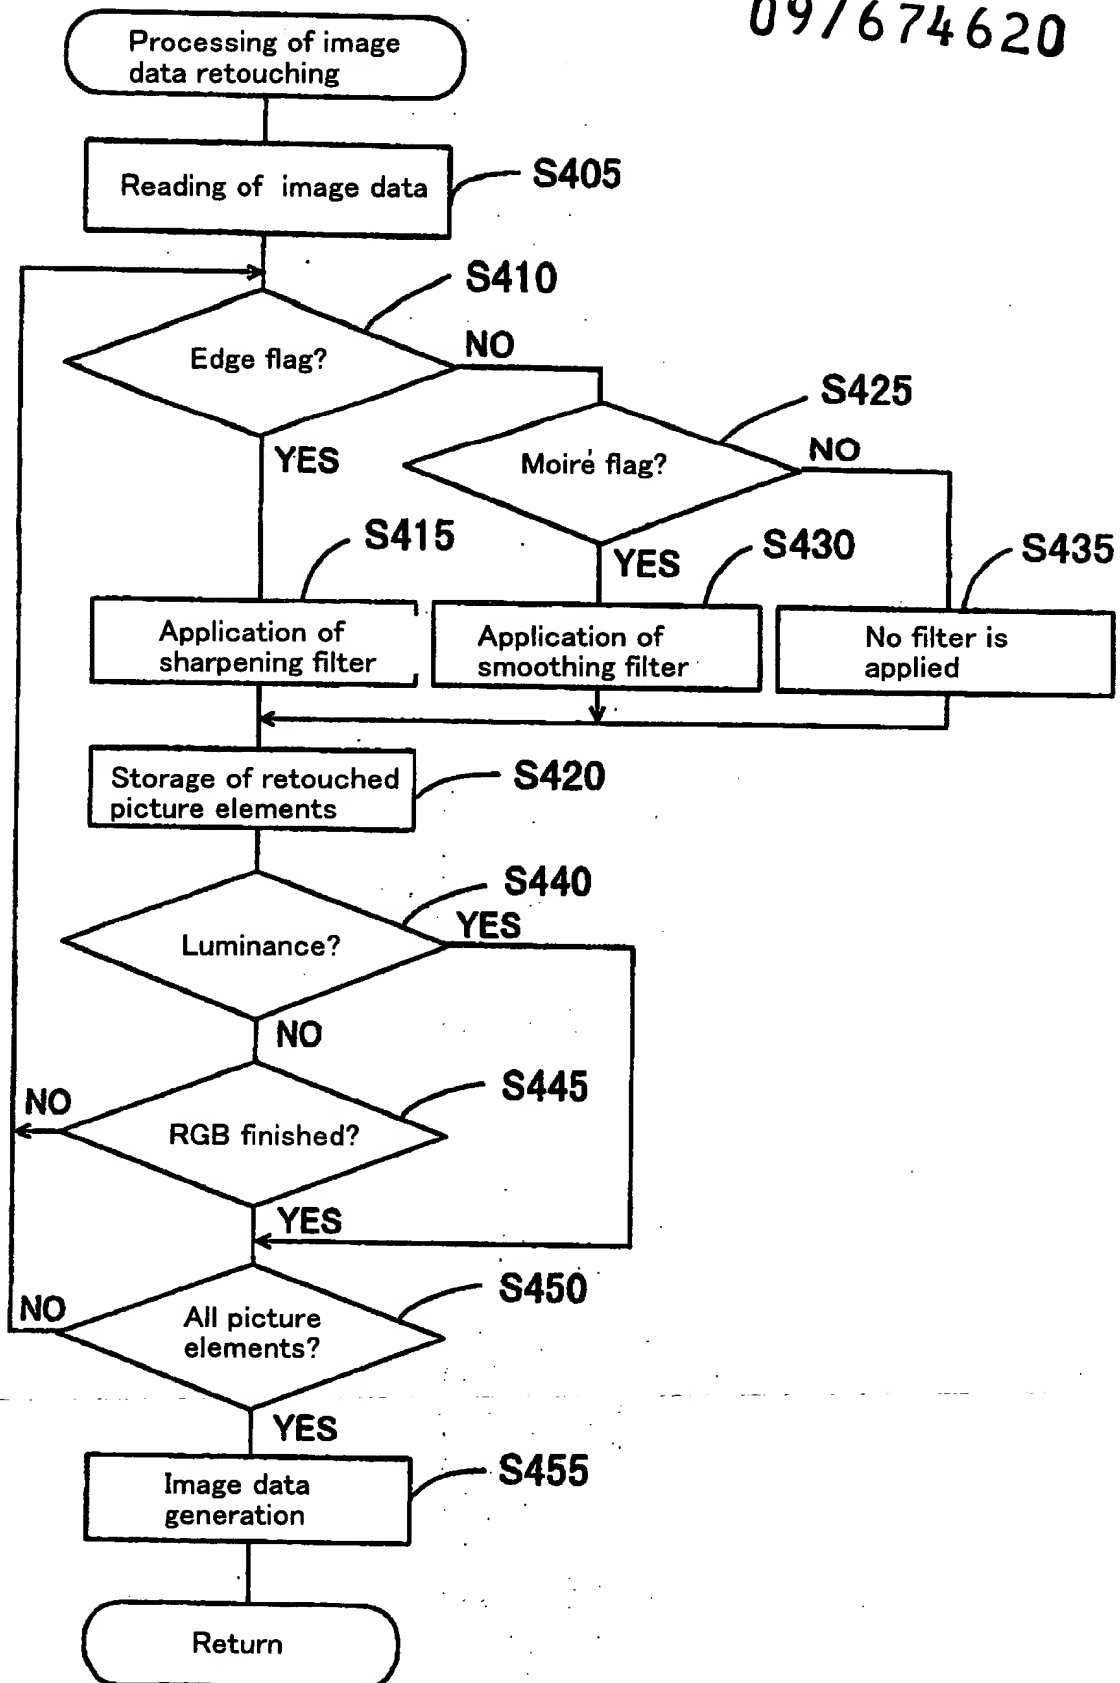 09/674620
Processing of image
data retouching
Reading of image data
S405
S410
Edge flag?
NO
S425
Moiré flag?
NO
YES
S415
YES
S430
S435
Application of
sharpening filter
Application of
smoothing filter
No filter is
applied
Storage of retouched
picture elements
S420
S440
Luminance?
YES
NO
S445
NO
RGB finished?
YES
S450
NO
All picture
elements?
YES
S455
Image data
generation
Return